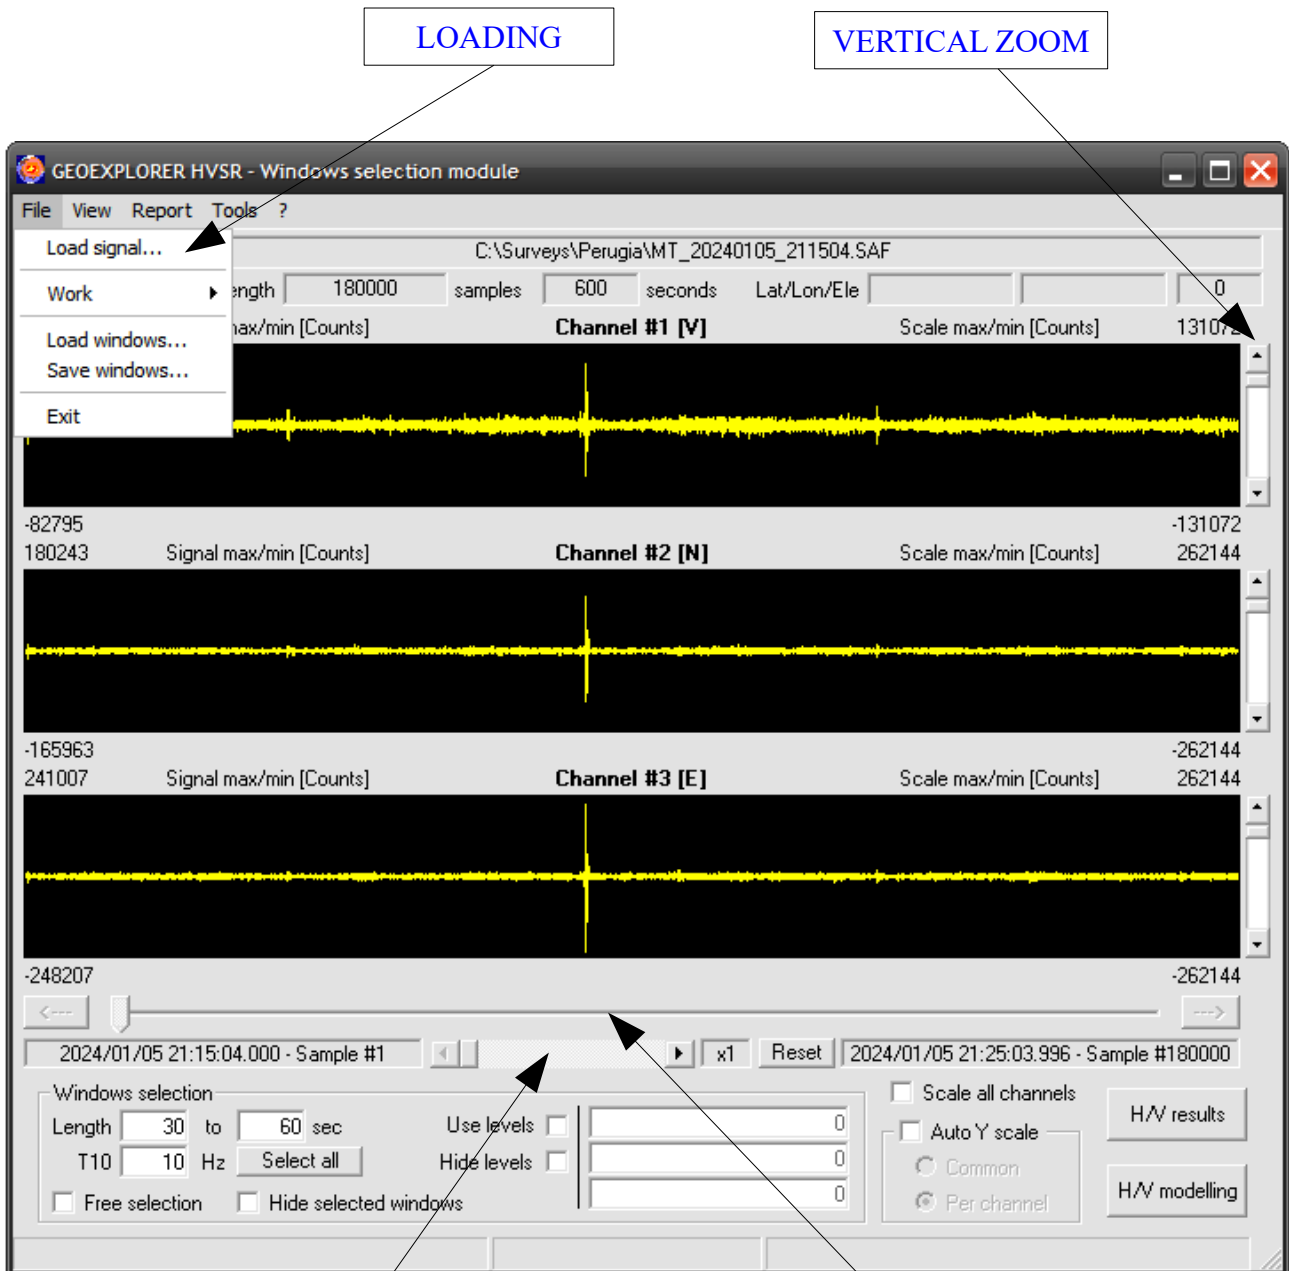 LOADING
VERTICAL ZOOM
GEOEXPLORER HVSR - Windows selection module
File View Report Tools ?
Load signal...
Work
Load windows...
Save windows...
Exit
C:\Surveys\Perugia\MT_20240105_211504.SAF
ength 180000 samples 600 seconds Lat/Lon/Ele 0
ax/min [Counts] Channel #1 [V] Scale max/min [Counts] 131072
-82795 -131072
180243 Signal max/min [Counts] Channel #2 [N] Scale max/min [Counts] 262144
-165963 -262144
241007 Signal max/min [Counts] Channel #3 [E] Scale max/min [Counts] 262144
-248207 -262144
<--- --->
2024/01/05 21:15:04.000 - Sample #1 x1 Reset 2024/01/05 21:25:03.996 - Sample #180000
Windows selection
Length 30 to 60 sec
T10 10 Hz Select all
Free selection Hide selected windows
Use levels 0
Hide levels 0
0
Scale all channels
Auto Y scale
Common
Per channel
H/V results
H/V modelling